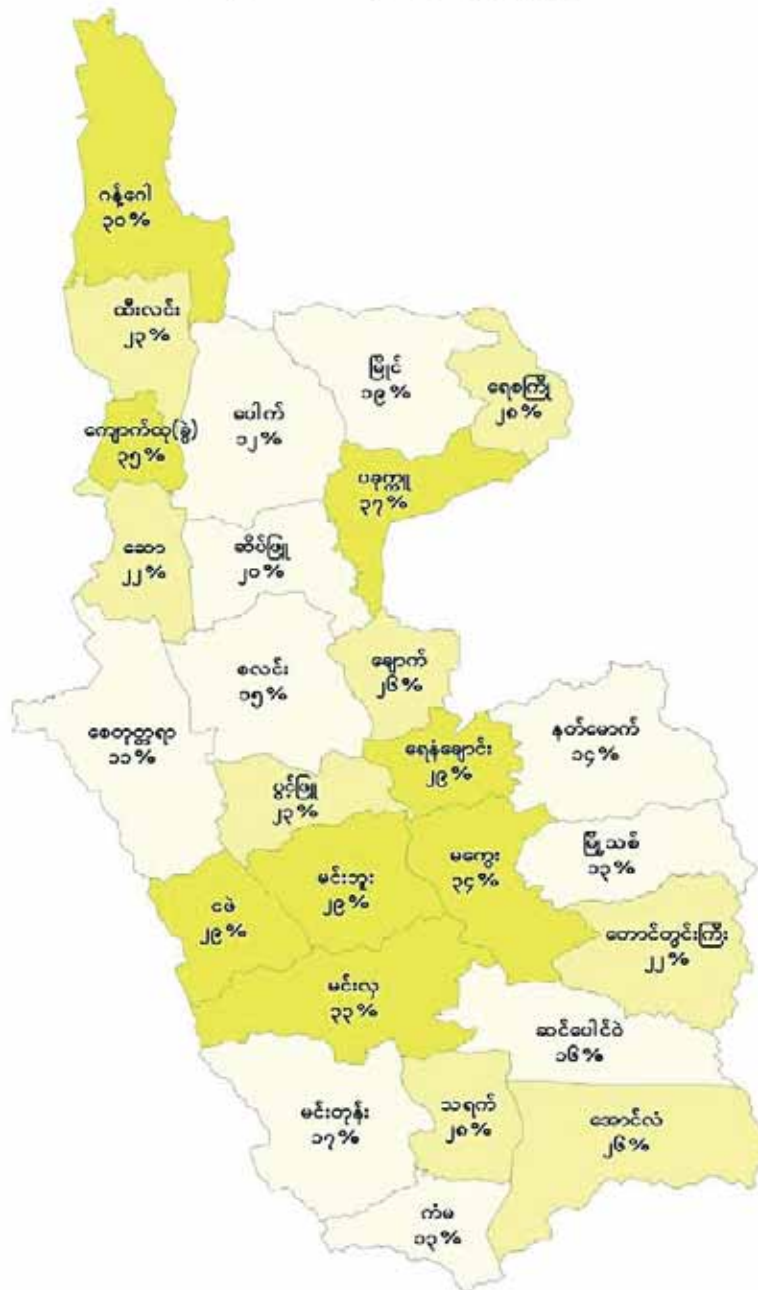 ဂန့်ဂေါ
၃၀%
ထီးလင်း
၂၃%
မြိုင်
၁၉%
ရေစကြို
၂၈%
ပေါက်
၁၂%
ကျောက်ထု(ခွဲ)
၃၅%
ပခုက္ကူ
၃၇%
ဆော
၂၂%
ဆိပ်ဖြူ
၂၀%
စလင်း
၁၅%
ချောက်
၂၆%
စေတုတ္တရာ
၁၁%
ရေနံချောင်း
၂၉%
နတ်မောက်
၁၄%
ပွင့်ဖြူ
၂၃%
မြို့သစ်
၁၃%
မကွေး
၃၄%
မင်းဘူး
၂၉%
ငဖဲ
၂၉%
တောင်တွင်းကြီး
၂၂%
မင်းလှ
၃၃%
ဆင်ပေါင်ဝဲ
၁၆%
မင်းတုန်း
၁၇%
သရက်
၂၈%
အောင်လံ
၂၆%
ကံမ
၁၃%